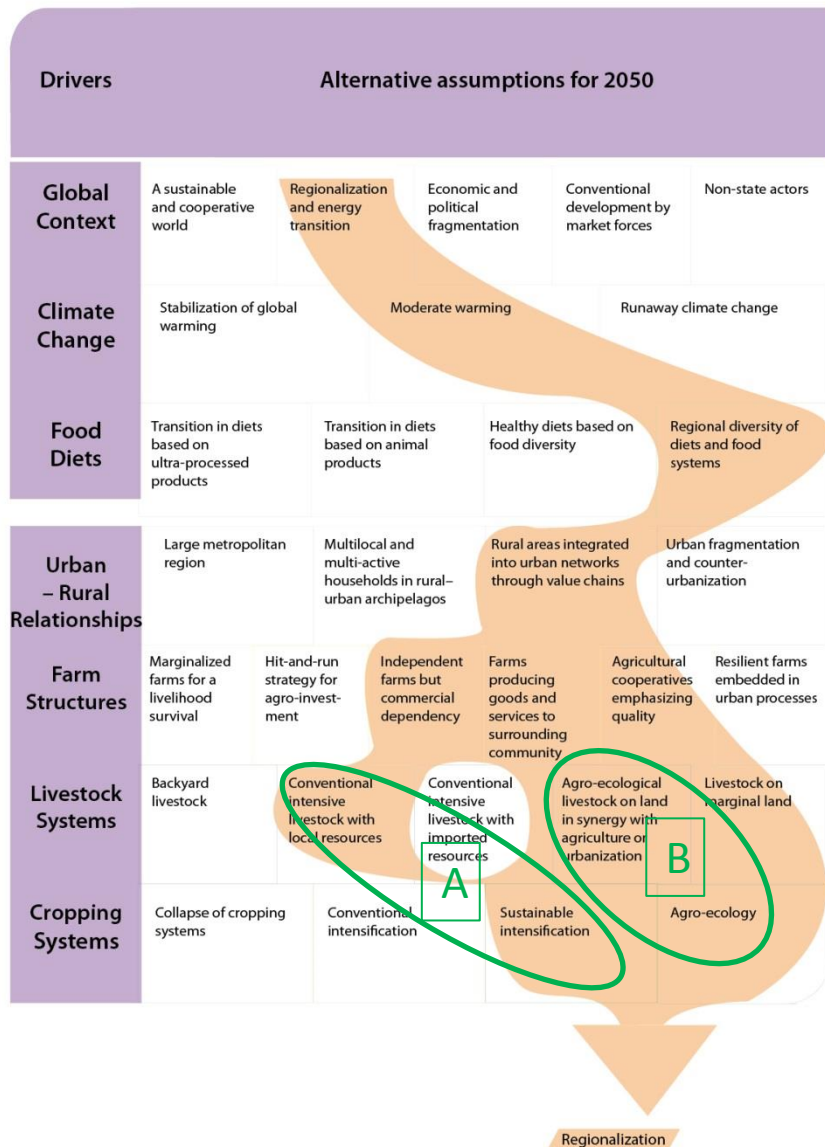 Drivers
Alternative assumptions for 2050
Global
Context
A sustainable
and cooperative
world
Regionalization
and energy
transition
Economic and
political
fragmentation
Conventional
development by
market forces
Non-state actors
Climate
Change
Stabilization of global
warming
Moderate warming
Runaway climate change
Food
Diets
Transition in diets
based on
ultra-processed
products
Transition in diets
based on animal
products
Healthy diets based on
food diversity
Regional diversity of
diets and food
systems
Urban
– Rural
Relationships
Large metropolitan
region
Multilocal and
multi-active
households in rural–
urban archipelagos
Rural areas integrated
into urban networks
through value chains
Urban fragmentation
and counter-
urbanization
Farm
Structures
Marginalized
farms for a
livelihood
survival
Hit-and-run
strategy for
agro-invest-
ment
Independent
farms but
commercial
dependency
Farms
producing
goods and
services to
surrounding
community
Agricultural
cooperatives
emphasizing
quality
Resilient farms
embedded in
urban processes
Livestock
Systems
Backyard
livestock
Conventional
intensive
livestock with
local resources
Conventional
intensive
livestock with
imported
resources
Agro-ecological
livestock on land
in synergy with
agriculture or
urbanization
Livestock on
marginal land
A
B
Cropping
Systems
Collapse of cropping
systems
Conventional
intensification
Sustainable
intensification
Agro-ecology
Regionalization